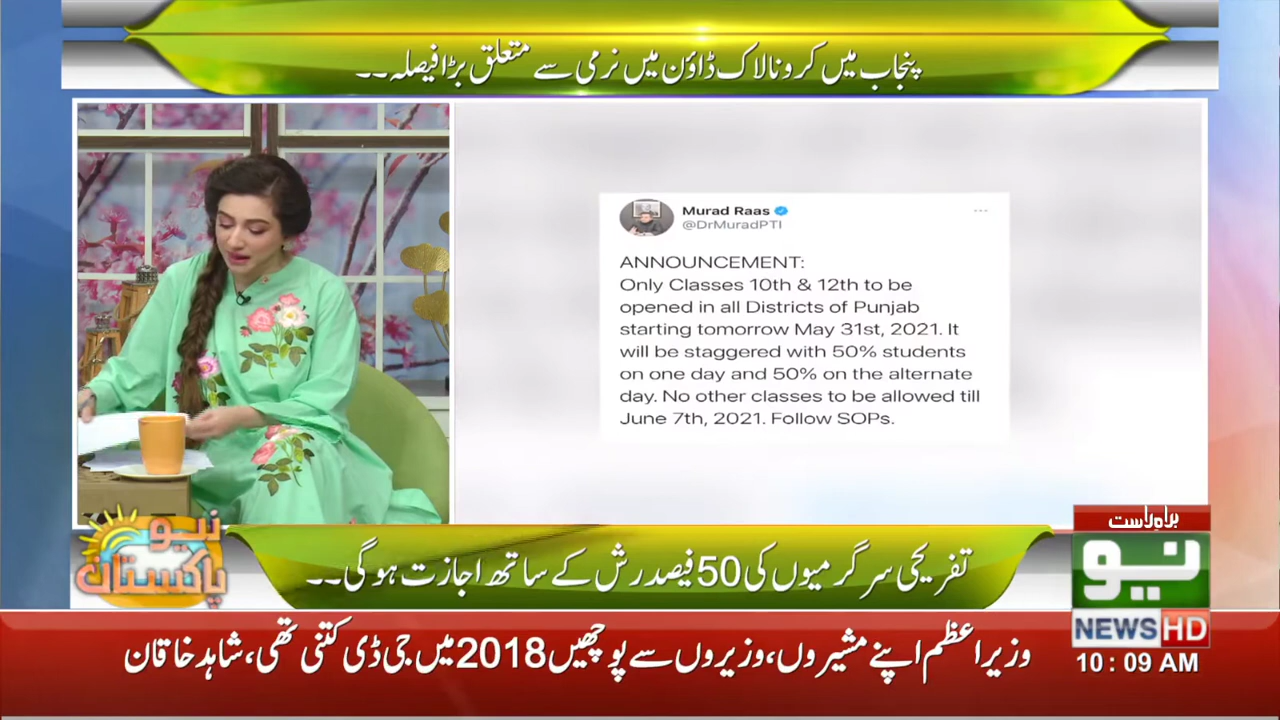 پنجاب میں کرونا لاک ڈاؤن میں نرمی سے متعلق بڑا فیصلہ۔۔
Murad Raas
@DrMuradPTI
ANNOUNCEMENT:
Only Classes 10th & 12th to be
opened in all Districts of Punjab
starting tomorrow May 31st, 2021. It
will be staggered with 50% students
on one day and 50% on the alternate
day. No other classes to be allowed till
June 7th, 2021. Follow SOPs.
نیو
پاکستان
تفریحی سرگرمیوں کی 50 فیصد رش کے ساتھ اجازت ہوگی۔۔
براہ راست
نیو
NEWS HD
10:09 AM
وزیراعظم اپنے مشیروں، وزیروں سے پوچھیں 2018 میں جی ڈی کتنی تھی، شاہد خاقان